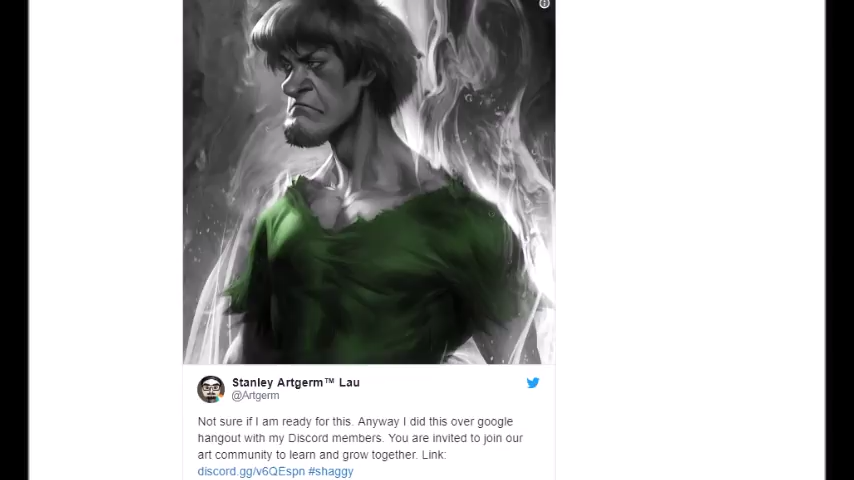 Stanley Artgerm™ Lau
@Artgerm
Not sure if I am ready for this. Anyway I did this over google
hangout with my Discord members. You are invited to join our
art community to learn and grow together. Link:
discord.gg/v6QEspn #shaggy